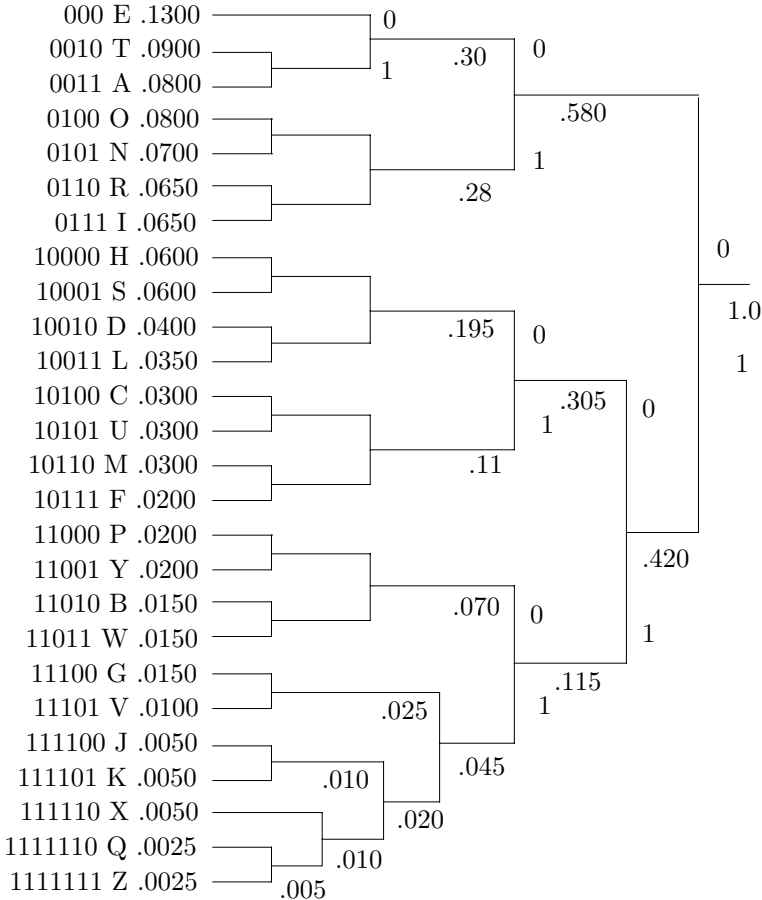 000 E .1300
0
0010 T .0900
.30
0
0011 A .0800
1
0100 O .0800
.580
0101 N .0700
1
0110 R .0650
.28
0111 I .0650
0
10000 H .0600
10001 S .0600
1.0
10010 D .0400
.195
0
10011 L .0350
1
10100 C .0300
.305
0
10101 U .0300
1
10110 M .0300
.11
10111 F .0200
11000 P .0200
.420
11001 Y .0200
11010 B .0150
.070
0
11011 W .0150
1
11100 G .0150
.115
11101 V .0100
.025
1
111100 J .0050
.045
111101 K .0050
.010
111110 X .0050
.020
1111110 Q .0025
.010
1111111 Z .0025
.005